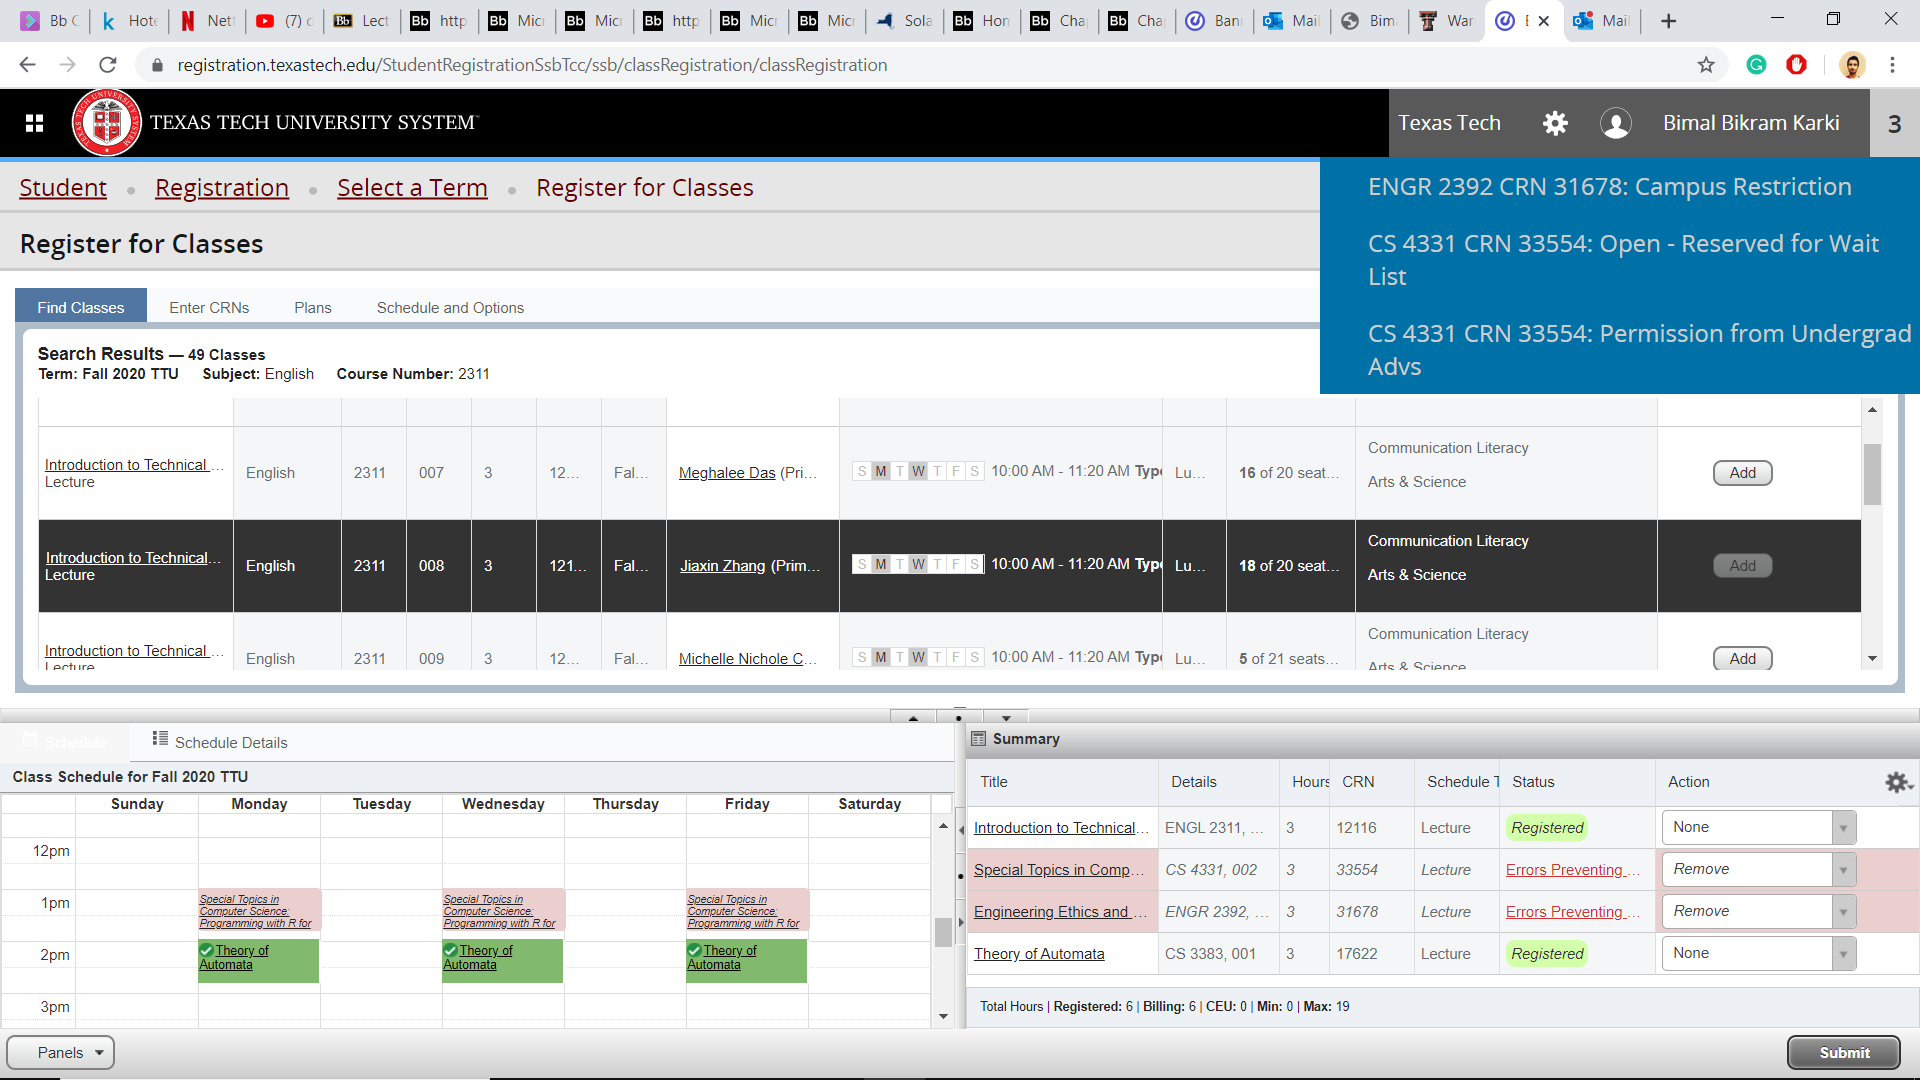 Bb C
Hote
Netf
(7) c
Lect
http
Micr
Micr
http
Micr
Micr
Sola
Hom
Cha
Cha
Bann
Mail
Bima
War
E
Mail
registration.texastech.edu/StudentRegistrationSsbTcc/ssb/classRegistration/classRegistration
TEXAS TECH UNIVERSITY SYSTEM
Texas Tech
Bimal Bikram Karki
3
Student • Registration • Select a Term • Register for Classes
ENGR 2392 CRN 31678: Campus Restriction
CS 4331 CRN 33554: Open - Reserved for Wait
List
CS 4331 CRN 33554: Permission from Undergrad
Advs
Register for Classes
Find Classes Enter CRNs Plans Schedule and Options
Search Results — 49 Classes
Term: Fall 2020 TTU Subject: English Course Number: 2311
Introduction to Technical ...
Lecture
English 2311 007 3 12... Fal... Meghalee Das (Pri... S M T W T F S 10:00 AM - 11:20 AM Type Lu... 16 of 20 seat...
Communication Literacy
Arts & Science
Add
Introduction to Technical...
Lecture
English 2311 008 3 121... Fal... Jiaxin Zhang (Prim... S M T W T F S 10:00 AM - 11:20 AM Type Lu... 18 of 20 seat...
Communication Literacy
Arts & Science
Add
Introduction to Technical ...
Lecture
English 2311 009 3 12... Fal... Michelle Nichole C... S M T W T F S 10:00 AM - 11:20 AM Type Lu... 5 of 21 seats...
Communication Literacy
Arts & Science
Add
Schedule Schedule Details
Class Schedule for Fall 2020 TTU
Sunday Monday Tuesday Wednesday Thursday Friday Saturday
12pm
1pm
2pm
3pm
Special Topics in
Computer Science:
Programming with R for
Theory of
Automata
Special Topics in
Computer Science:
Programming with R for
Theory of
Automata
Special Topics in
Computer Science:
Programming with R for
Theory of
Automata
Summary
Title Details Hours CRN Schedule T Status Action
Introduction to Technical... ENGL 2311, ... 3 12116 Lecture Registered None
Special Topics in Comp... CS 4331, 002 3 33554 Lecture Errors Preventing ... Remove
Engineering Ethics and ... ENGR 2392, ... 3 31678 Lecture Errors Preventing ... Remove
Theory of Automata CS 3383, 001 3 17622 Lecture Registered None
Total Hours | Registered: 6 | Billing: 6 | CEU: 0 | Min: 0 | Max: 19
Panels
Submit